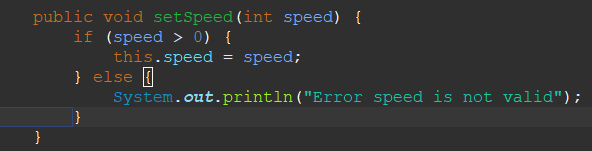 public void setSpeed(int speed) {
if (speed > 0) {
this.speed = speed;
} else {
System.out.println("Error speed is not valid");
}
}